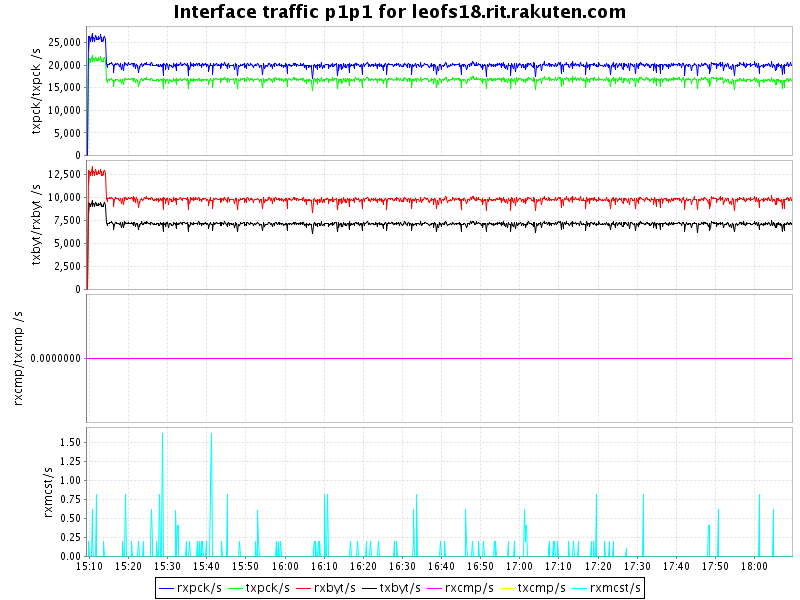 Interface traffic p1p1 for leofs18.rit.rakuten.com
txpck/txpck /s
25,000
20,000
15,000
10,000
5,000
0
txbyt/rxbyt /s
12,500
10,000
7,500
5,000
2,500
0
rxcmp/txcmp /s
0.0000000
rxmcst/s
1.50
1.25
1.00
0.75
0.50
0.25
0.00
15:10 15:20 15:30 15:40 15:50 16:00 16:10 16:20 16:30 16:40 16:50 17:00 17:10 17:20 17:30 17:40 17:50 18:00
rxpck/s txpck/s rxbyt/s txbyt/s rxcmp/s txcmp/s rxmcst/s